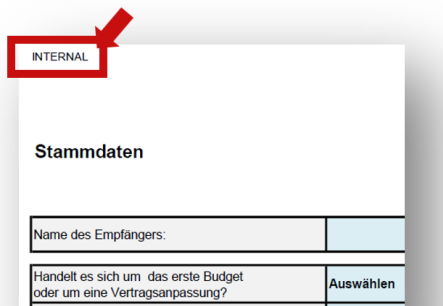 INTERNAL
Stammdaten
Name des Empfängers:
Handelt es sich um das erste Budget
oder um eine Vertragsanpassung?
Auswählen